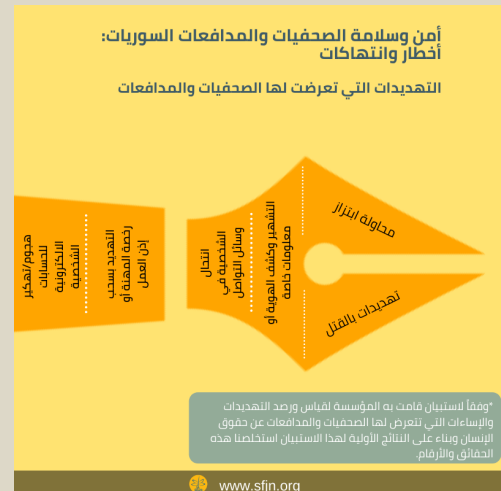 أمن وسلامة الصحفيات والمدافعات السوريات:
أخطار وانتهاكات
التهديدات التي تعرضت لها الصحفيات والمدافعات
محاولة ابتزاز
تهديدات بالقتل
التشهير وكشف الهوية أو
معلومات خاصة
انتحال
الشخصية في
وسائل التواصل
التهديد بسحب
رخصة المهنة أو
إذن العمل
هجوم/تهكير
للحسابات
الالكترونية
الشخصية
*وفقاً لاستبيان قامت به المؤسسة لقياس ورصد التهديدات
والإساءات التي تتعرض لها الصحفيات والمدافعات عن حقوق
الإنسان وبناء على النتائج الأولية لهذا الاستبيان استخلصنا هذه
الحقائق والأرقام.
www.sfjn.org